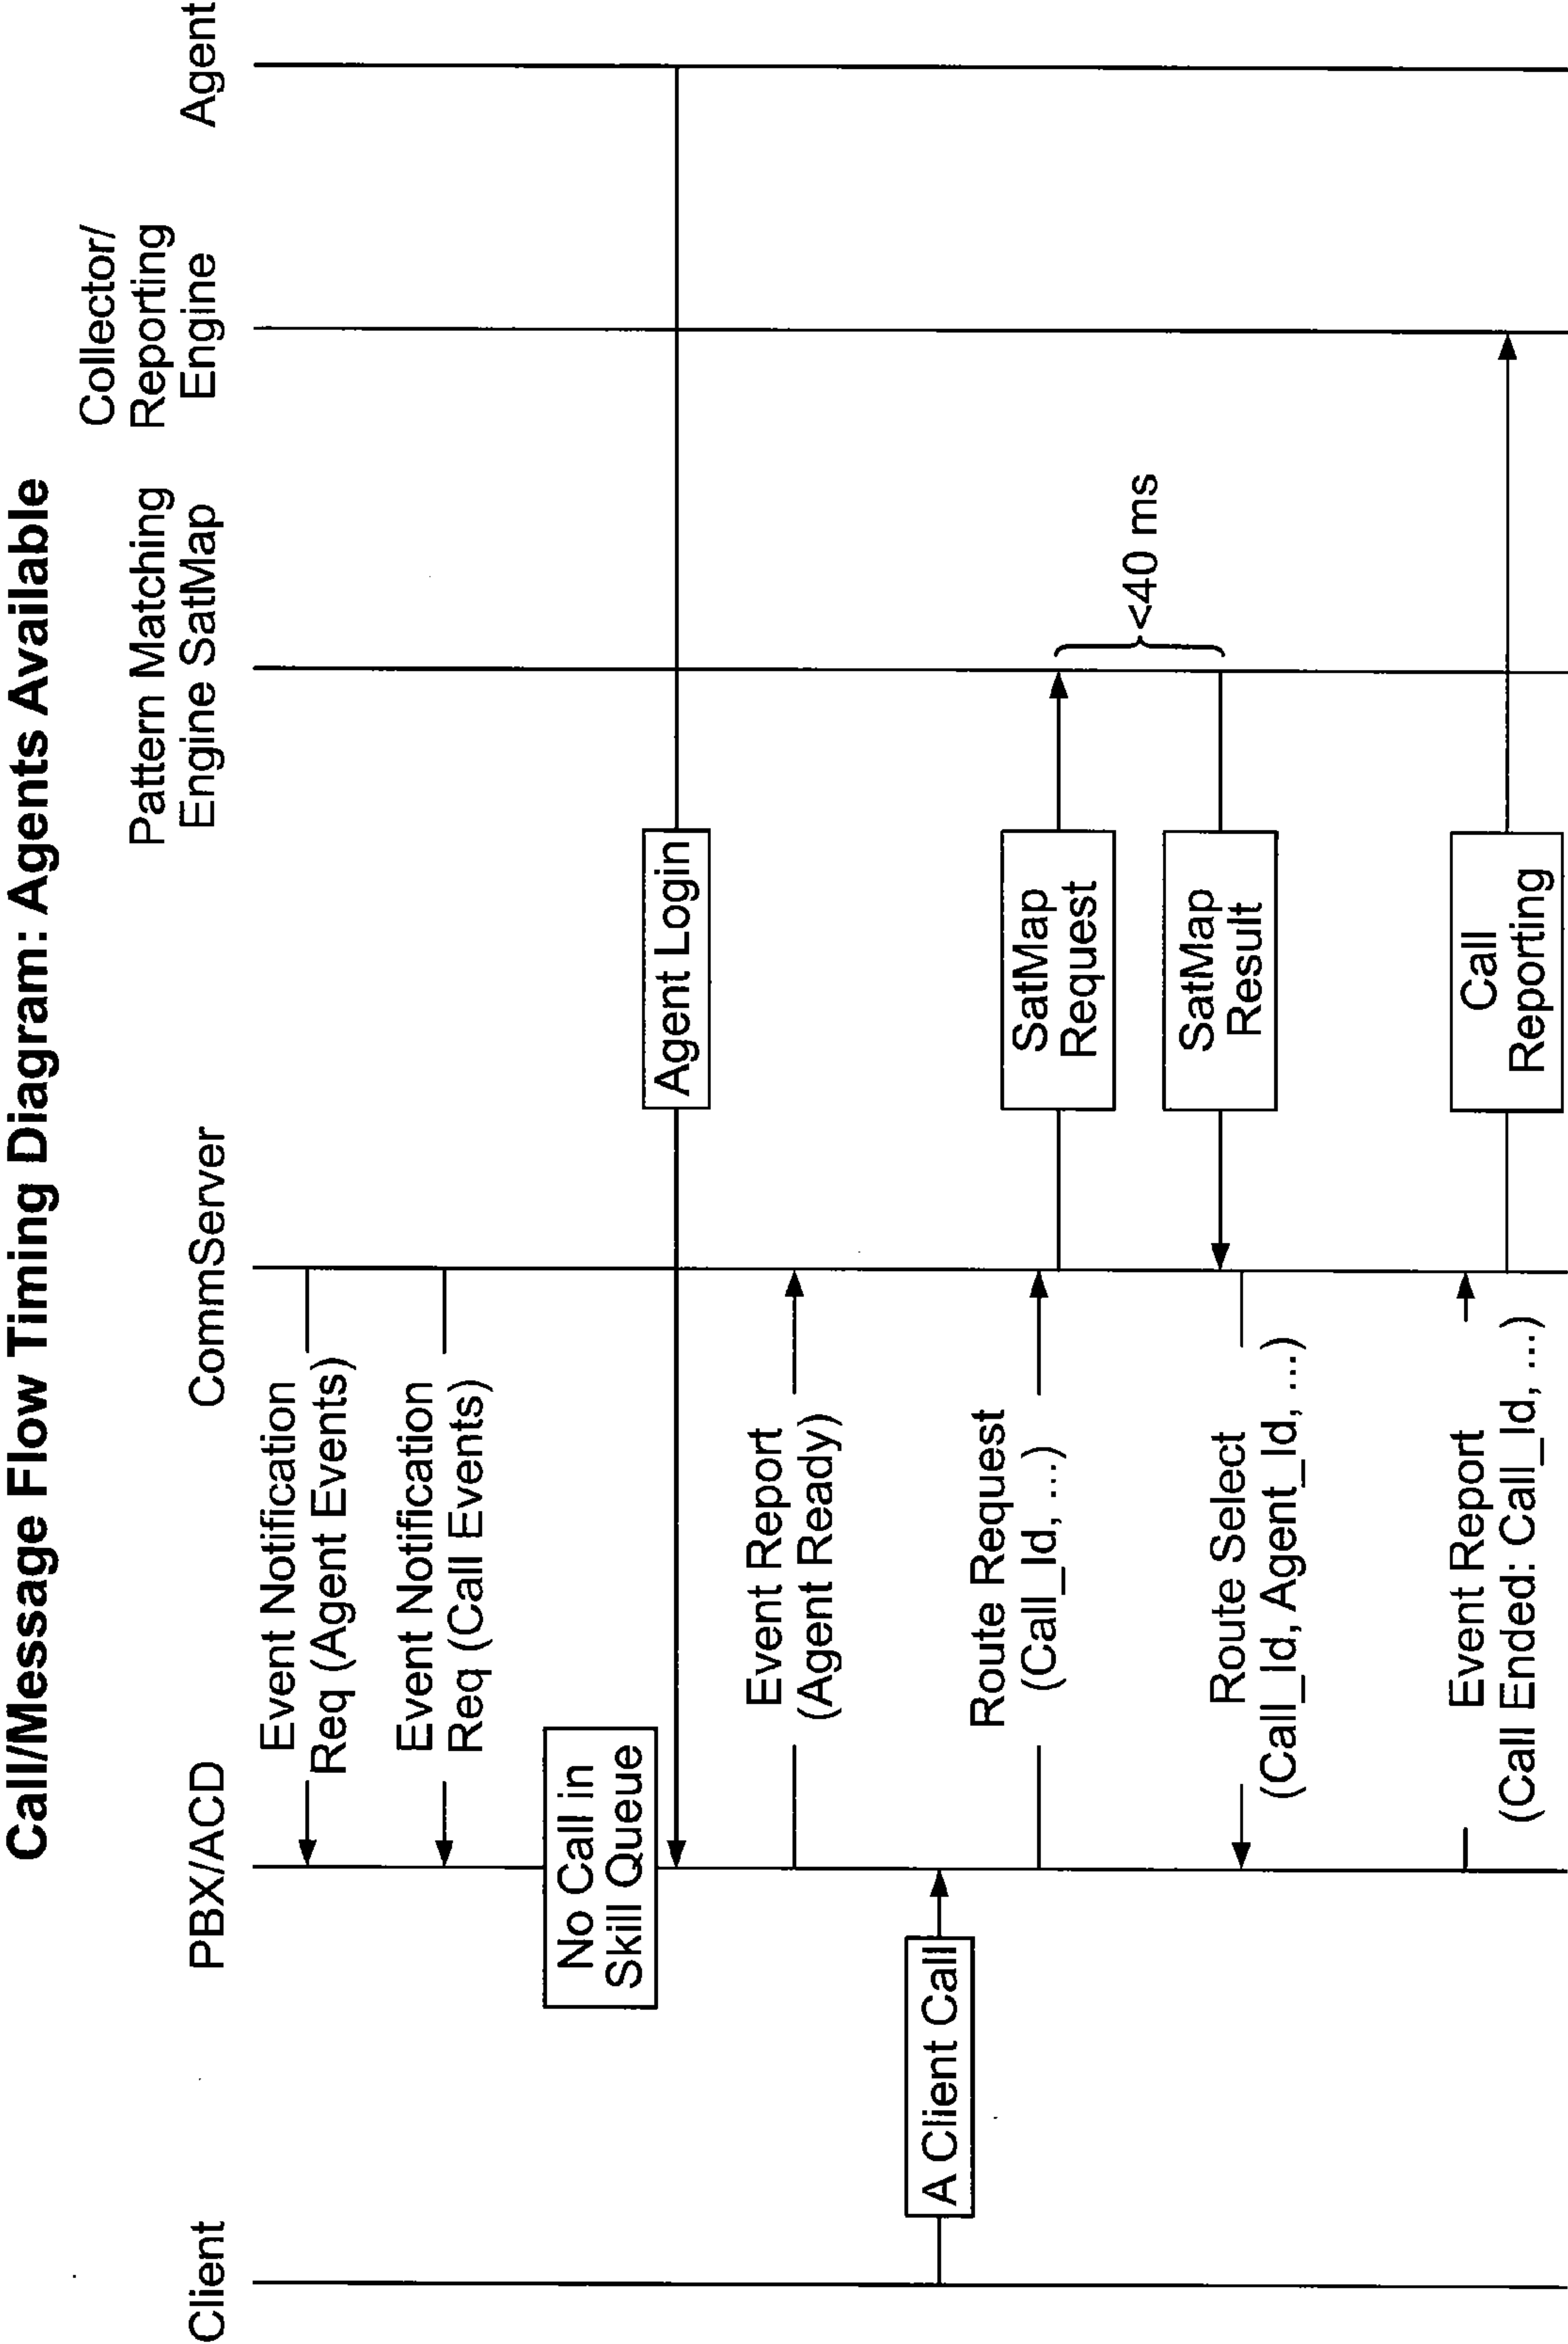 Call/Message Flow Timing Diagram: Agents Available
Client
PBX/ACD
CommServer
Pattern Matching
Engine SatMap
Collector/
Reporting
Engine
Agent
Event Notification
Req (Agent Events)
Event Notification
Req (Call Events)
No Call in
Skill Queue
Agent Login
Event Report
(Agent Ready)
A Client Call
Route Request
(Call_Id, ...)
SatMap
Request
<40 ms
SatMap
Result
Route Select
(Call_Id, Agent_Id, ...)
Event Report
(Call Ended: Call_Id, ...)
Call
Reporting